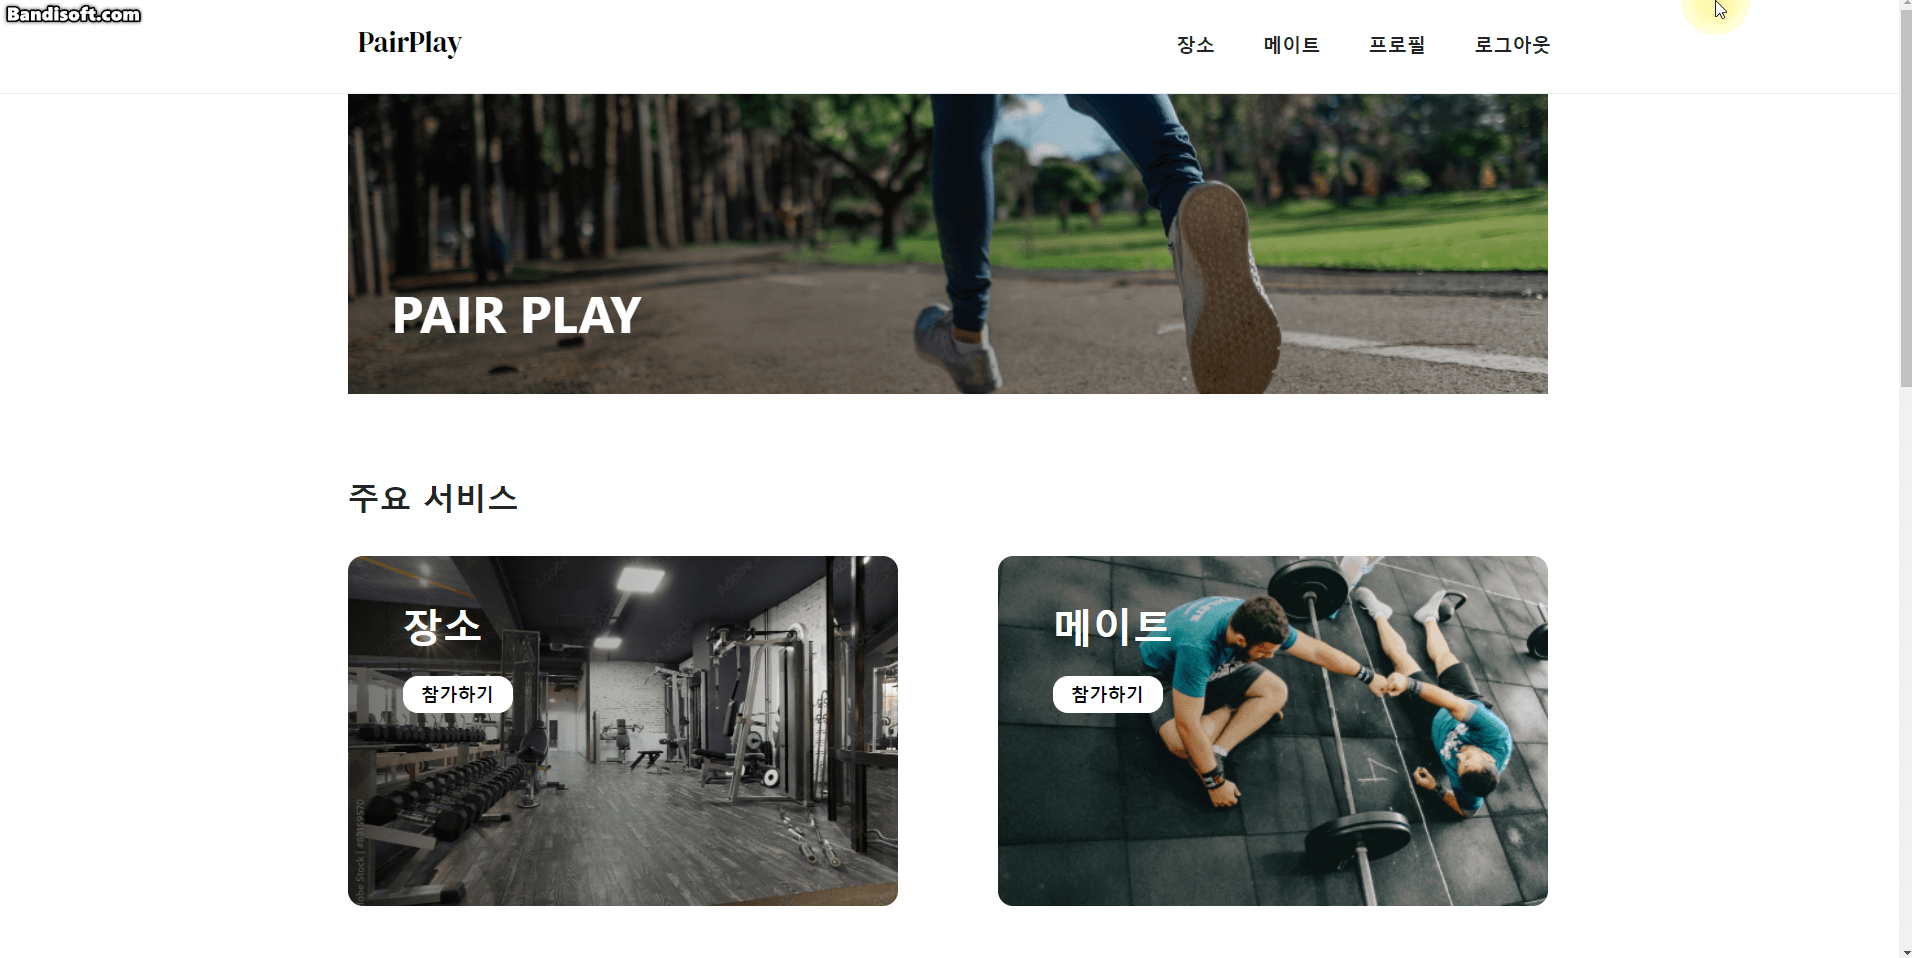 Bandisoft.com
PairPlay
장소 메이트 프로필 로그아웃
PAIR PLAY
주요 서비스
장소
참가하기
메이트
참가하기